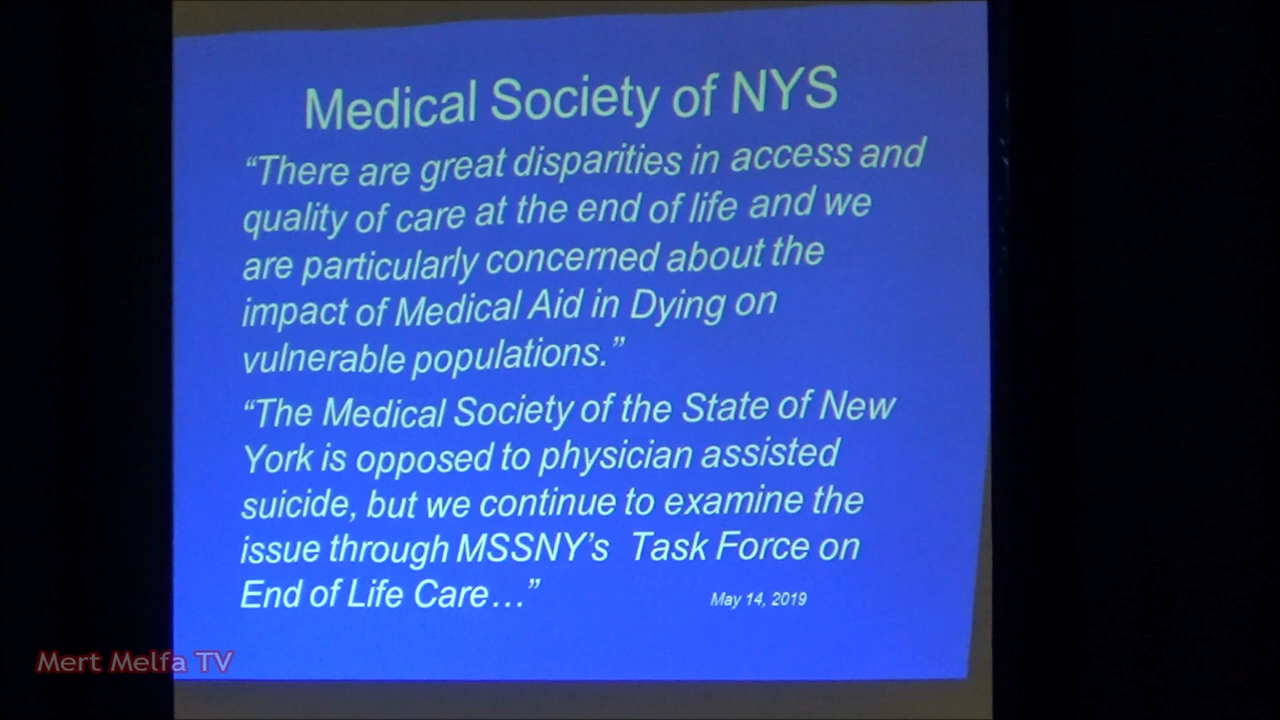 Medical Society of NYS
“There are great disparities in access and
quality of care at the end of life and we
are particularly concerned about the
impact of Medical Aid in Dying on
vulnerable populations.”
“The Medical Society of the State of New
York is opposed to physician assisted
suicide, but we continue to examine the
issue through MSSNY’s Task Force on
End of Life Care…”
May 14, 2019
Mert Melfa TV